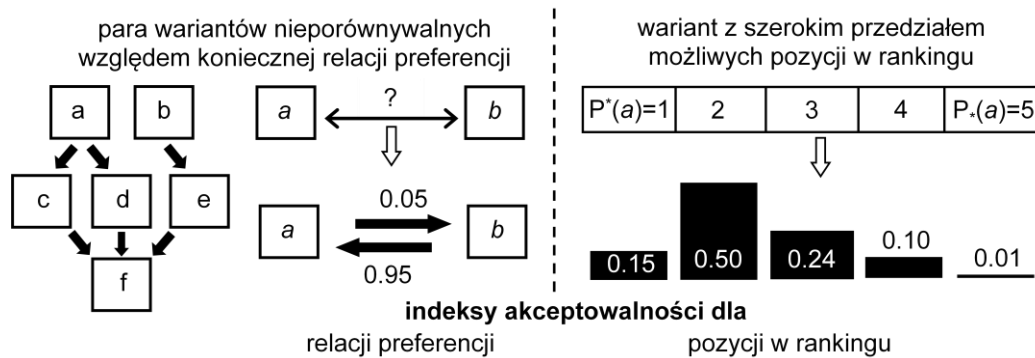 para wariantów nieporównywalnych
względem koniecznej relacji preferencji
a
b
c
d
e
f
a
?
b
a
0.05
b
0.95
wariant z szerokim przedziałem
możliwych pozycji w rankingu
P*(a)=1
2
3
4
P*(a)=5
0.15
0.50
0.24
0.10
0.01
indeksy akceptowalności dla
relacji preferencji
pozycji w rankingu